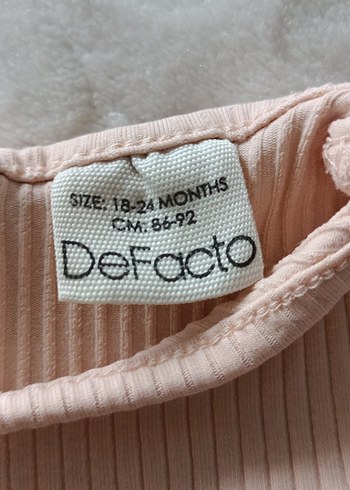 SIZE: 18-24 MONTHS
CM: 86-92
DeFacto